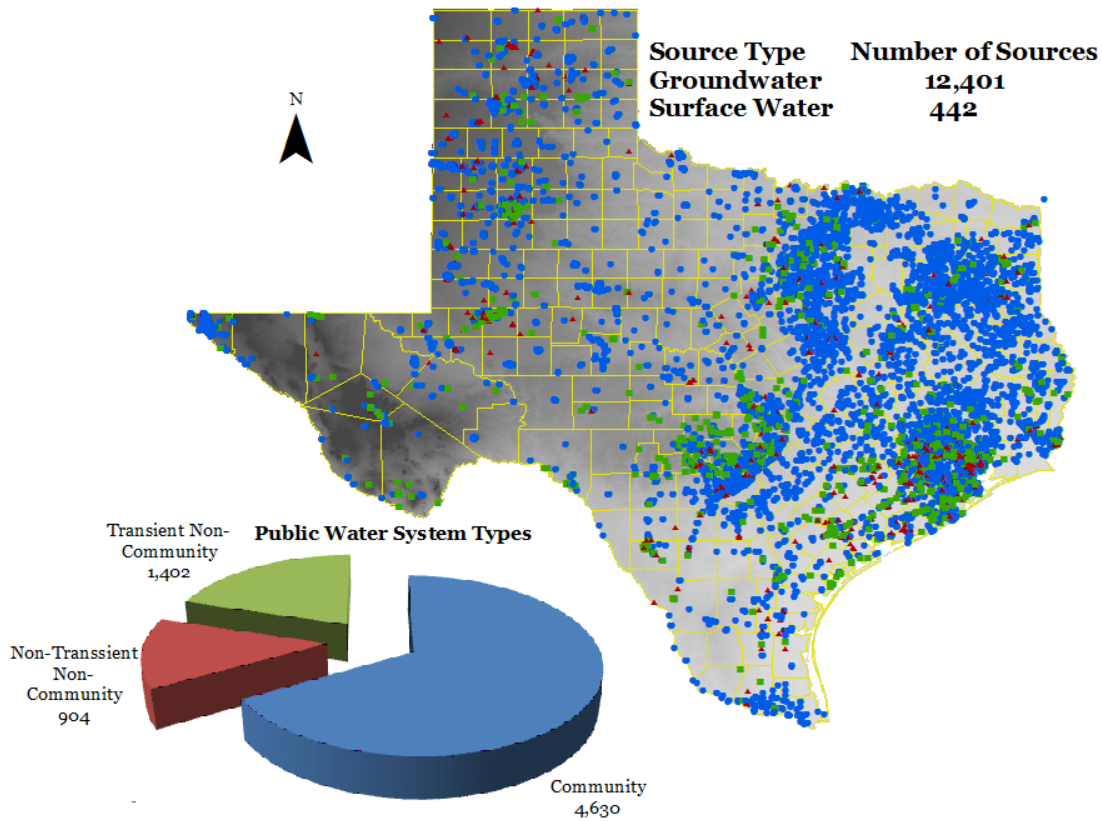 Source Type Number of Sources
Groundwater 12,401
Surface Water 442
N
Public Water System Types
Transient Non-
Community
1,402
Non-Transsient
Non-
Community
904
Community
4,630